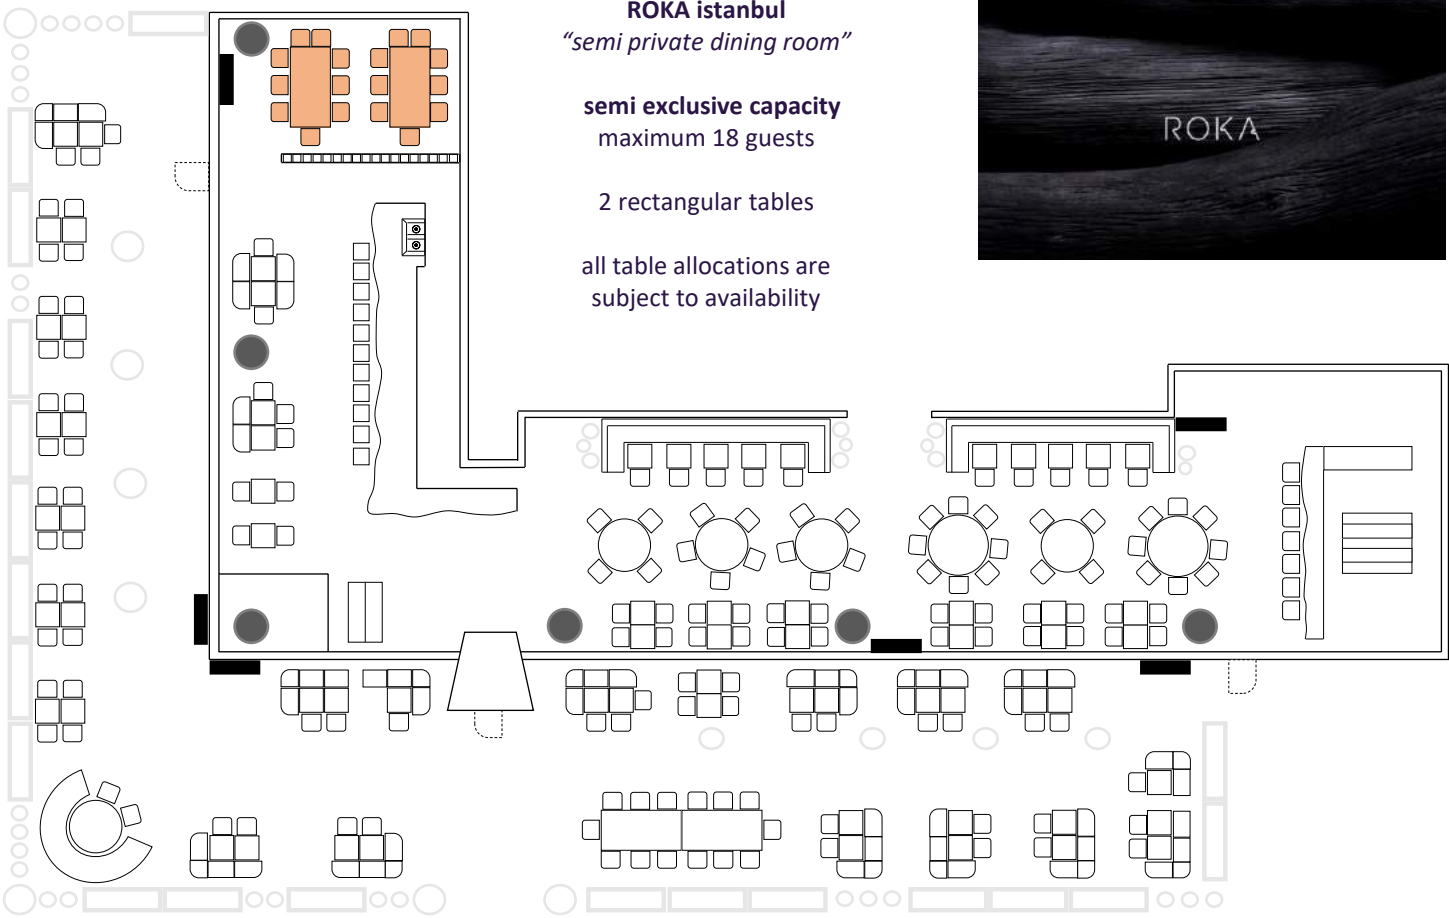 ROKA istanbul
“semi private dining room”
semi exclusive capacity
maximum 18 guests
2 rectangular tables
all table allocations are
subject to availability
ROKA